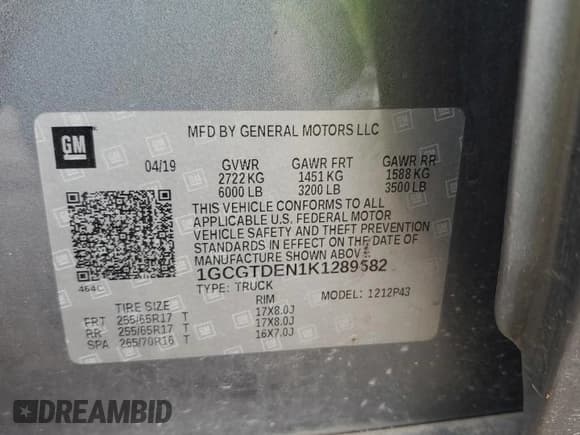 GM
MFD BY GENERAL MOTORS LLC
04/19 GVWR GAWR FRT GAWR RR
2722 KG 1451 KG 1588 KG
6000 LB 3200 LB 3500 LB
THIS VEHICLE CONFORMS TO ALL
APPLICABLE U.S. FEDERAL MOTOR
VEHICLE SAFETY AND THEFT PREVENTION
STANDARDS IN EFFECT ON THE DATE OF
MANUFACTURE SHOWN ABOVE.
464C
1GCGTDEN1K1289582
TYPE: TRUCK MODEL: 1212P43
TIRE SIZE RIM
FRT 255/65R17 T 17X8.0J
RR 255/65R17 T 17X8.0J
SPA 265/70R16 T 16X7.0J
DREAMBID